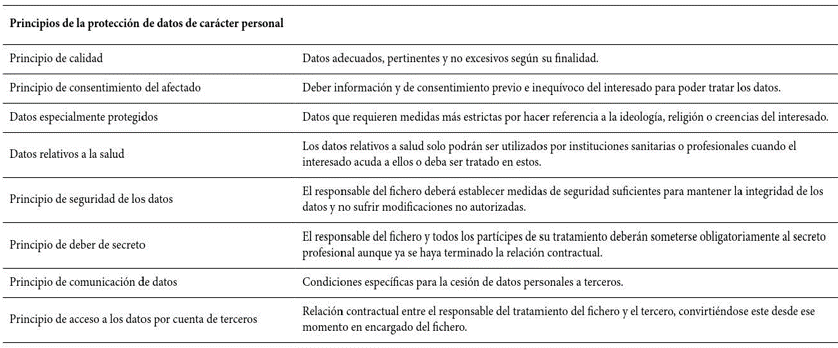 Principios de la protección de datos de carácter personal
Principio de calidad
Datos adecuados, pertinentes y no excesivos según su finalidad.
Principio de consentimiento del afectado
Deber información y de consentimiento previo e inequívoco del interesado para poder tratar los datos.
Datos especialmente protegidos
Datos que requieren medidas más estrictas por hacer referencia a la ideología, religión o creencias del interesado.
Datos relativos a la salud
Los datos relativos a salud solo podrán ser utilizados por instituciones sanitarias o profesionales cuando el
interesado acuda a ellos o deba ser tratado en estos.
Principio de seguridad de los datos
El responsable del fichero deberá establecer medidas de seguridad suficientes para mantener la integridad de los
datos y no sufrir modificaciones no autorizadas.
Principio de deber de secreto
El responsable del fichero y todos los partícipes de su tratamiento deberán someterse obligatoriamente al secreto
profesional aunque ya se haya terminado la relación contractual.
Principio de comunicación de datos
Condiciones específicas para la cesión de datos personales a terceros.
Principio de acceso a los datos por cuenta de terceros
Relación contractual entre el responsable del tratamiento del fichero y el tercero, convirtiéndose este desde ese
momento en encargado del fichero.